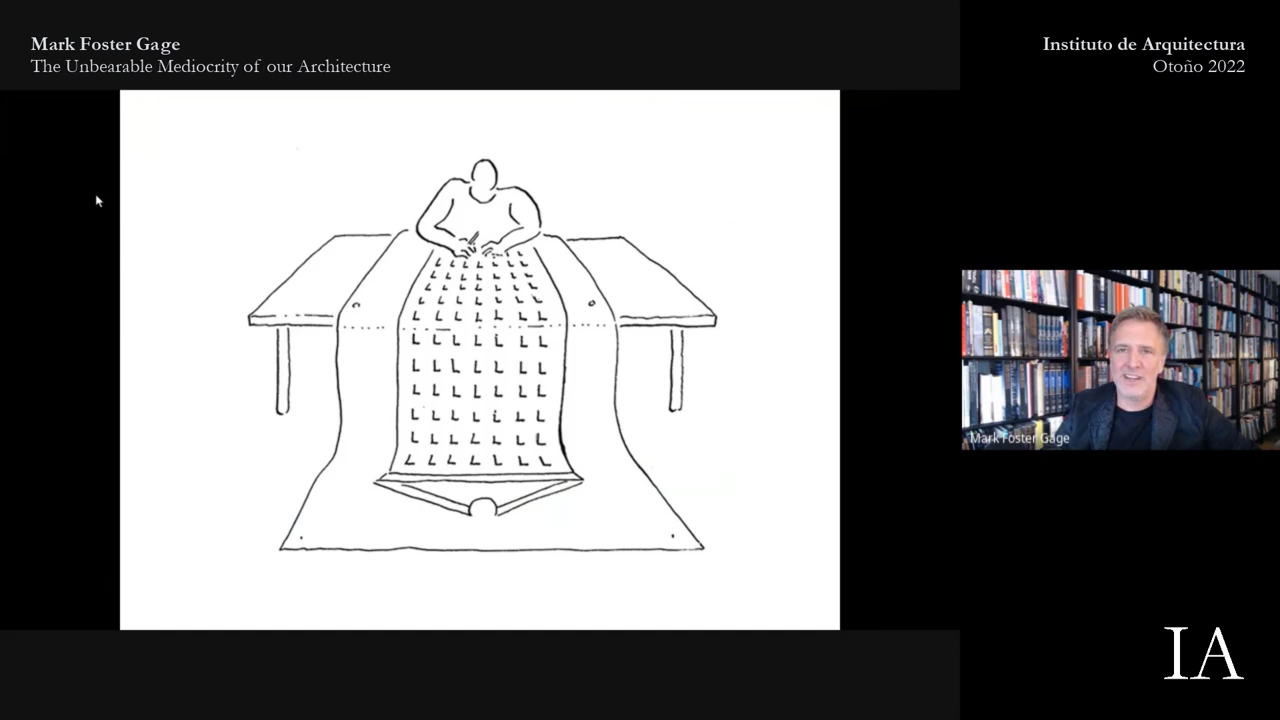 Mark Foster Gage
The Unbearable Mediocrity of our Architecture
Instituto de Arquitectura
Otoño 2022
Mark Foster Gage
IA